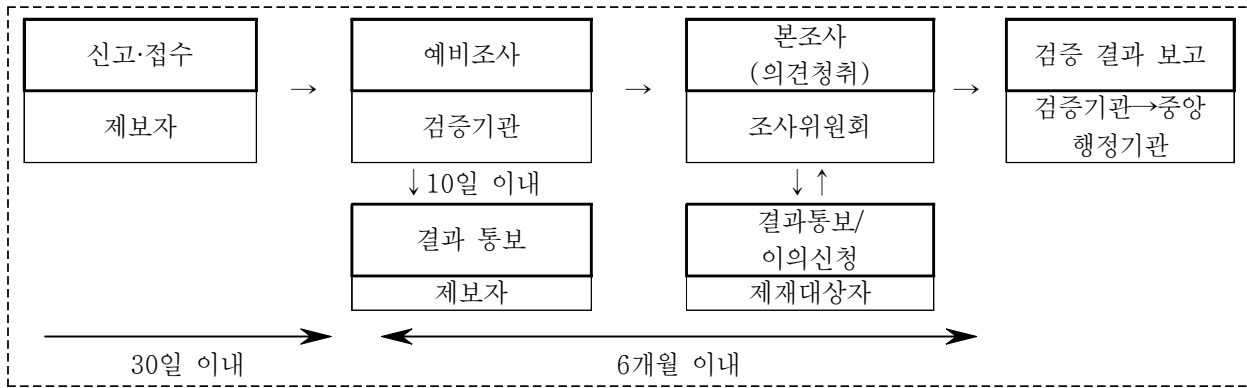 신고·접수
제보자
→
예비조사
검증기관
↓10일 이내
결과 통보
제보자
→
본조사
(의견청취)
조사위원회
↓↑
결과통보/
이의신청
제재대상자
→
검증 결과 보고
검증기관→중앙
행정기관
30일 이내
6개월 이내